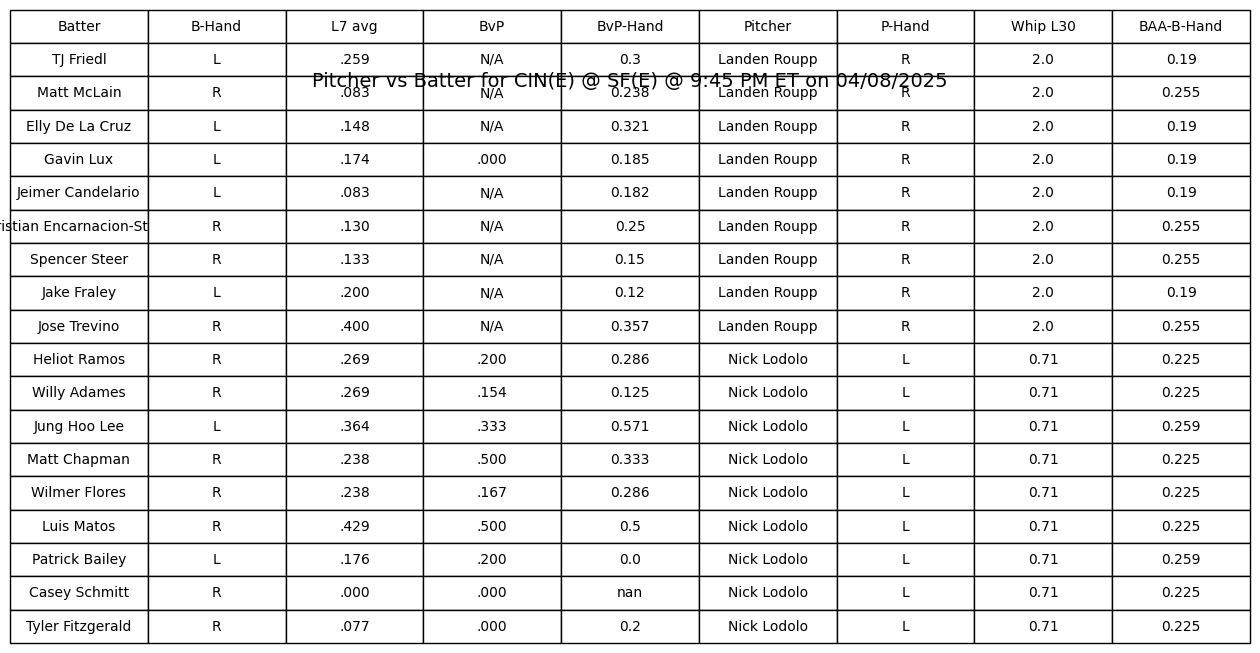 Batter B-Hand L7 avg BvP BvP-Hand Pitcher P-Hand Whip L30 BAA-B-Hand
TJ Friedl L .259 N/A 0.3 Landen Roupp R 2.0 0.19
Pitcher vs Batter for CIN(E) @ SF(E) @ 9:45 PM ET on 04/08/2025
Matt McLain R .083 N/A 0.238 Landen Roupp R 2.0 0.255
Elly De La Cruz L .148 N/A 0.321 Landen Roupp R 2.0 0.19
Gavin Lux L .174 .000 0.185 Landen Roupp R 2.0 0.19
Jeimer Candelario L .083 N/A 0.182 Landen Roupp R 2.0 0.19
istian Encarnacion-St R .130 N/A 0.25 Landen Roupp R 2.0 0.255
Spencer Steer R .133 N/A 0.15 Landen Roupp R 2.0 0.255
Jake Fraley L .200 N/A 0.12 Landen Roupp R 2.0 0.19
Jose Trevino R .400 N/A 0.357 Landen Roupp R 2.0 0.255
Heliot Ramos R .269 .200 0.286 Nick Lodolo L 0.71 0.225
Willy Adames R .269 .154 0.125 Nick Lodolo L 0.71 0.225
Jung Hoo Lee L .364 .333 0.571 Nick Lodolo L 0.71 0.259
Matt Chapman R .238 .500 0.333 Nick Lodolo L 0.71 0.225
Wilmer Flores R .238 .167 0.286 Nick Lodolo L 0.71 0.225
Luis Matos R .429 .500 0.5 Nick Lodolo L 0.71 0.225
Patrick Bailey L .176 .200 0.0 Nick Lodolo L 0.71 0.259
Casey Schmitt R .000 .000 nan Nick Lodolo L 0.71 0.225
Tyler Fitzgerald R .077 .000 0.2 Nick Lodolo L 0.71 0.225